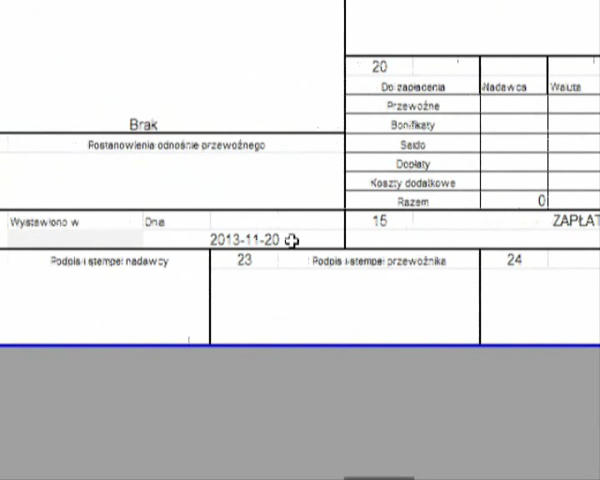 20
Do zapłacenia Nadawca Waluta
Przewoźne
Brak
Bonifikaty
Postanowienia odnośnie przewoźnego
Saldo
Dopłaty
Koszty dodatkowe
Razem 0
Wystawiono w Dnia 15 ZAPŁAT
2013-11-20
Podpis i stempel nadawcy 23 Podpis i stempel przewoźnika 24